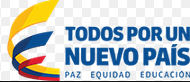 TODOS POR UN
NUEVO PAÍS
PAZ EQUIDAD EDUCACIÓN